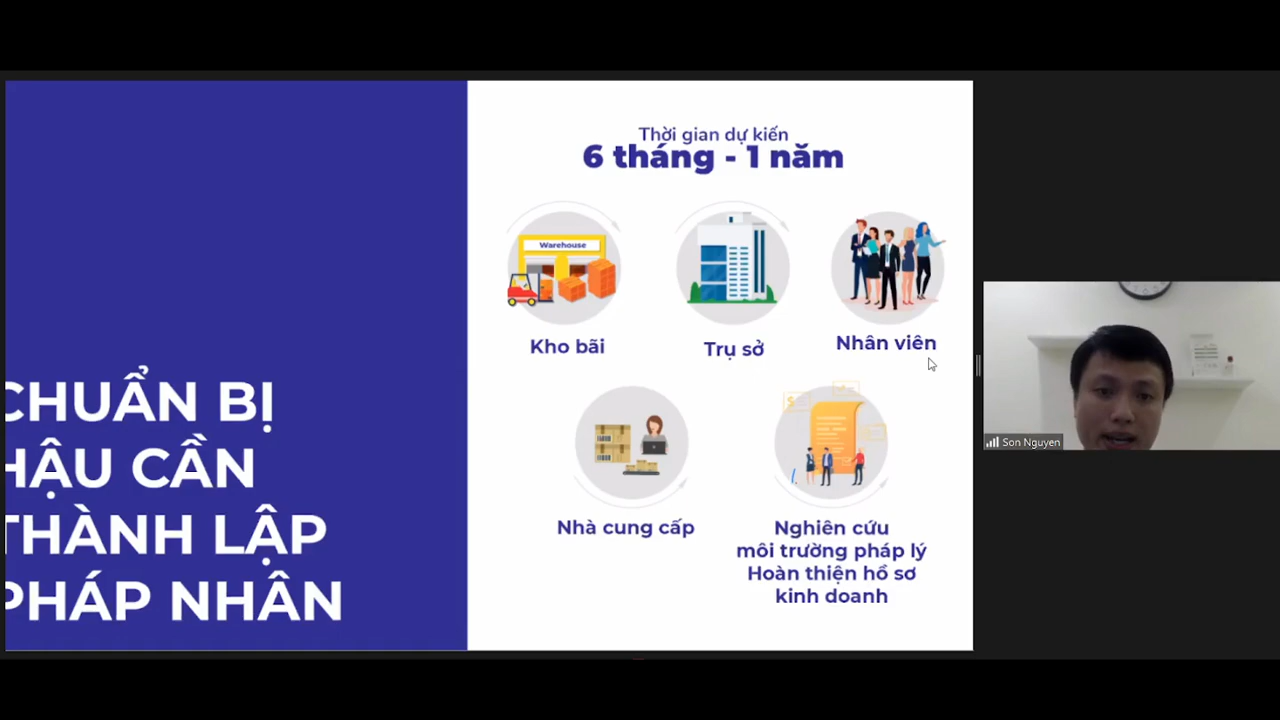 CHUẨN BỊ
HẬU CẦN
THÀNH LẬP
PHÁP NHÂN
Thời gian dự kiến
6 tháng - 1 năm
Warehouse
Kho bãi
Trụ sở
Nhân viên
Nhà cung cấp
Nghiên cứu
môi trường pháp lý
Hoàn thiện hồ sơ
kinh doanh
Son Nguyen